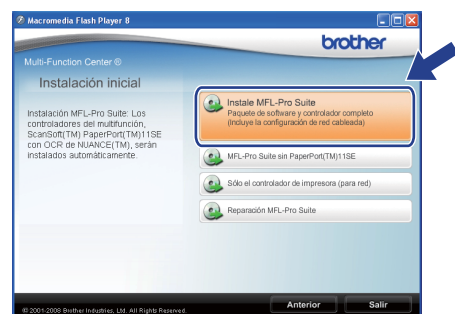 Macromedia Flash Player 8
brother
Multi-Function Center ®
Instalación inicial
Instalación MFL-Pro Suite: Los
controladores del multifunción,
ScanSoft(TM) PaperPort(TM)11SE
con OCR de NUANCE(TM), serán
instalados automáticamente.
Instale MFL-Pro Suite
Paquete de software y controlador completo
(Incluye la configuración de red cableada)
MFL-Pro Suite sin PaperPort(TM)11SE
Sólo el controlador de impresora (para red)
Reparación MFL-Pro Suite
© 2001-2008 Brother Industries, Ltd. All Rights Reserved.
Anterior
Salir